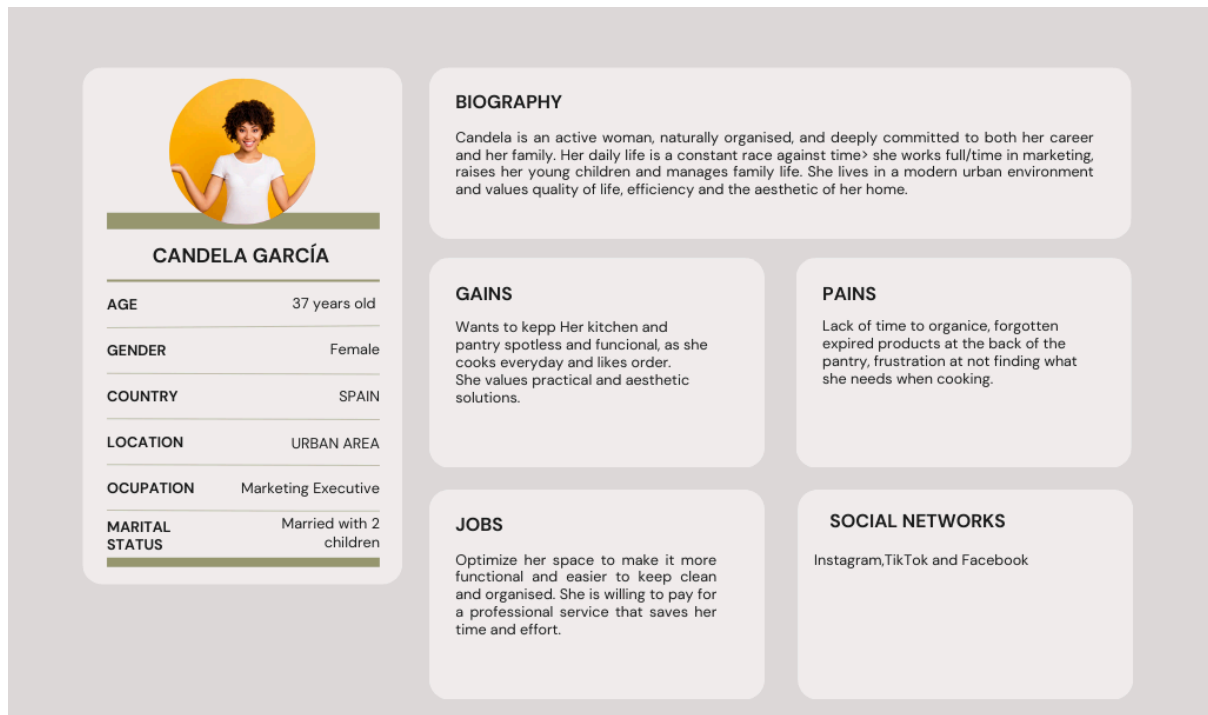 CANDELA GARCÍA
AGE 37 years old
GENDER Female
COUNTRY SPAIN
LOCATION URBAN AREA
OCUPATION Marketing Executive
MARITAL STATUS Married with 2 children
BIOGRAPHY
Candela is an active woman, naturally organised, and deeply committed to both her career
and her family. Her daily life is a constant race against time> she works full/time in marketing,
raises her young children and manages family life. She lives in a modern urban environment
and values quality of life, efficiency and the aesthetic of her home.
GAINS
Wants to kepp Her kitchen and
pantry spotless and funcional, as she
cooks everyday and likes order.
She values practical and aesthetic
solutions.
PAINS
Lack of time to organice, forgotten
expired products at the back of the
pantry, frustration at not finding what
she needs when cooking.
JOBS
Optimize her space to make it more
functional and easier to keep clean
and organised. She is willing to pay for
a professional service that saves her
time and effort.
SOCIAL NETWORKS
Instagram,TikTok and Facebook